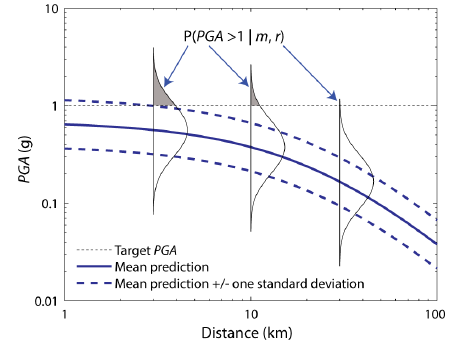 10
P(PGA >1 | m, r)
1
PGA (g)
0.1
Target PGA
Mean prediction
Mean prediction +/- one standard deviation
0.01
1
10
100
Distance (km)